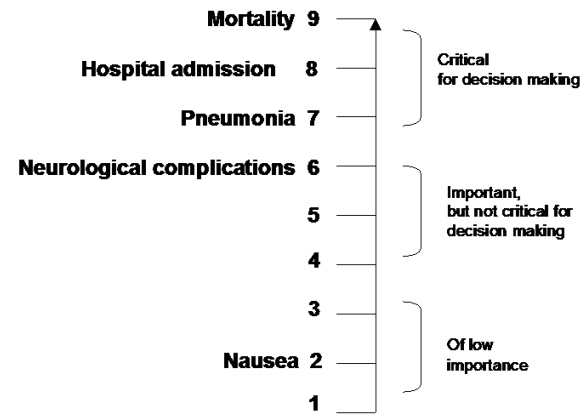 Mortality 9
Hospital admission 8
Pneumonia 7
Neurological complications 6
5
4
3
Nausea 2
1
Critical
for decision making
Important,
but not critical for
decision making
Of low
importance